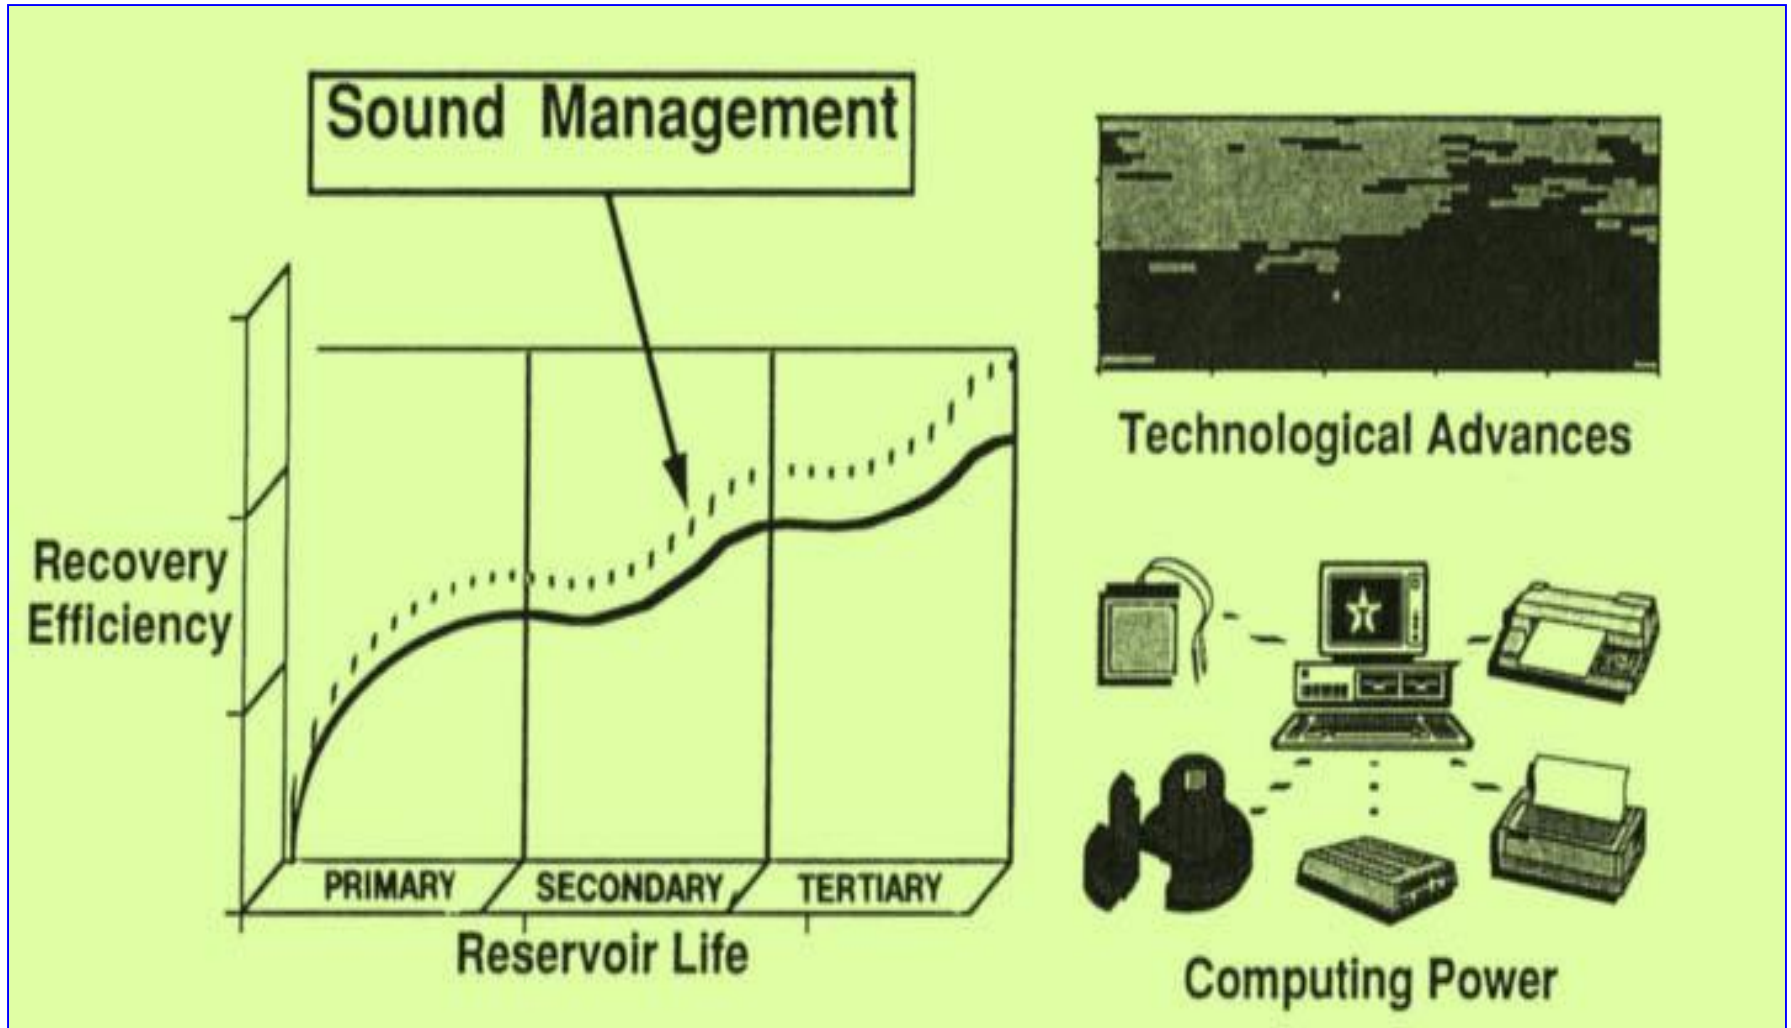 Sound Management
Recovery
Efficiency
PRIMARY
SECONDARY
TERTIARY
Reservoir Life
Technological Advances
T
Computing Power